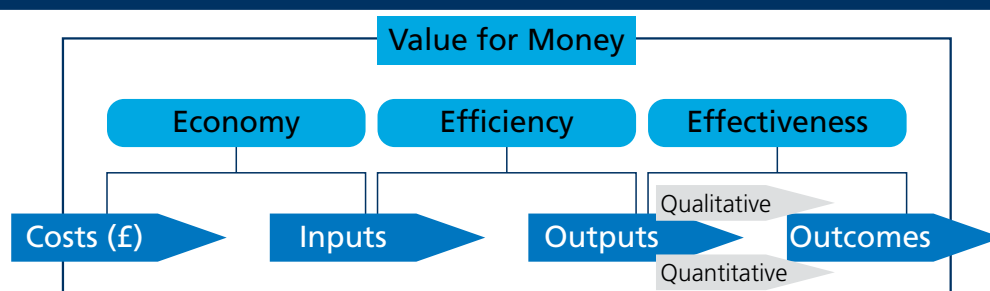 Value for Money
Economy
Efficiency
Effectiveness
Qualitative
Costs (£)
Inputs
Outputs
Outcomes
Quantitative